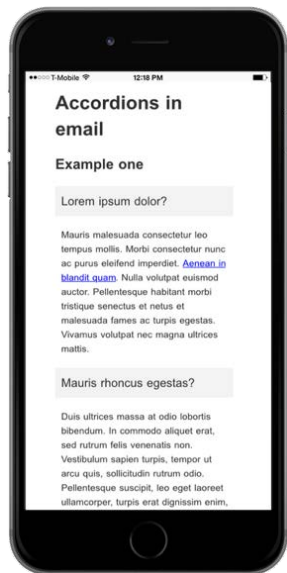 T-Mobile 12:18 PM
Accordions in
email
Example one
Lorem ipsum dolor?
Mauris malesuada consectetur leo
tempus mollis. Morbi consectetur nunc
ac purus eleifend imperdiet. Aenean in
blandit quam. Nulla volutpat euismod
auctor. Pellentesque habitant morbi
tristique senectus et netus et
malesuada fames ac turpis egestas.
Vivamus volutpat nec magna ultrices
mattis.
Mauris rhoncus egestas?
Duis ultrices massa at odio lobortis
bibendum. In commodo aliquet erat,
sed rutrum felis venenatis non.
Vestibulum sapien turpis, tempor ut
arcu quis, sollicitudin rutrum odio.
Pellentesque suscipit, leo eget laoreet
ullamcorper, turpis erat dignissim enim,